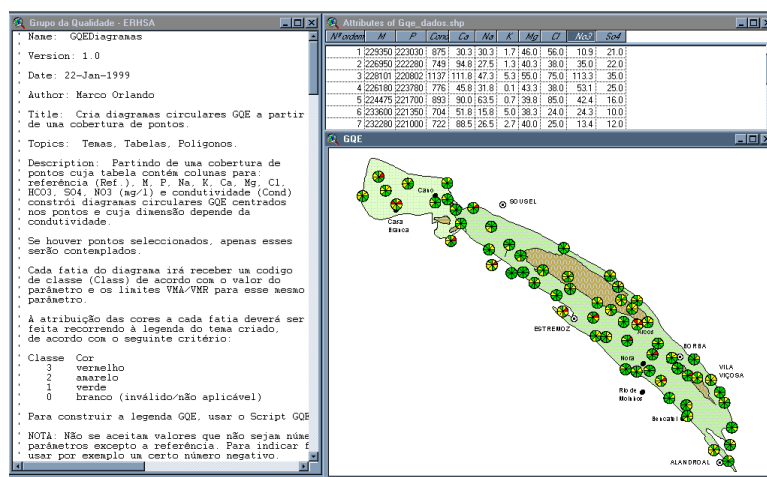 Grupo da Qualidade - ERHSA
' Name:  GQEDiagramas
' Version: 1.0
' Date: 22-Jan-1999
' Author: Marco Orlando
' Title:  Cria diagramas circulares GQE a partir
' de uma cobertura de pontos.
' Topics:  Temas, Tabelas, Polígonos.
' Description:  Partindo de uma cobertura de
' pontos cuja tabela contém colunas para:
' referência (Ref.), M, P, Na, K, Ca, Mg, Cl,
' HCO3, SO4, NO3 (mg/l) e condutividade (Cond)
' constrói diagramas circulares GQE centrados
' nos pontos e cuja dimensão depende da
' condutividade.
' Se houver pontos seleccionados, apenas esses
' serão contemplados.
' Cada fatia do diagrama irá receber um codigo
' de classe (Class) de acordo com o valor do
' parâmetro e os limites VMA/VMR para esse mesmo
' parâmetro.
' A atribuição das cores a cada fatia deverá ser
' feita recorrendo à legenda do tema criado,
' de acordo com o seguinte critério:
' Classe  Cor
' 3  vermelho
' 2  amarelo
' 1  verde
' 0  branco (inválido/não aplicável)
' Para construir a legenda GQE, usar o Script GQE
' NOTA: Não se aceitam valores que não sejam núme
' parâmetros excepto a referência. Para indicar f
' usar por exemplo um certo número negativo.
Attributes of Gqe_dados.shp
Nº ordem M P Cond Ca Na K Mg Cl No3 So4
1 229350 223030 875 30.3 30.3 1.7 46.0 56.0 10.9 21.0
2 226950 222280 749 94.8 27.5 1.3 40.3 38.0 35.0 22.0
3 228101 220802 1137 111.8 47.3 5.3 55.0 75.0 113.3 35.0
4 226180 223780 776 45.8 31.8 0.1 43.3 38.0 53.1 25.0
5 224475 221700 893 90.0 63.5 0.7 39.8 85.0 42.4 16.0
6 233600 221350 704 51.8 15.8 5.0 38.3 24.0 24.3 10.0
7 232280 221000 722 88.5 26.5 2.7 40.0 25.0 13.4 12.0
GQE
Cano
SOUSEL
Casa
Branca
ESTREMOZ
Arcos
BORBA
Nora
VILA
VIÇOSA
Rio de
Moinhos
Bencatel
ALANDROAL